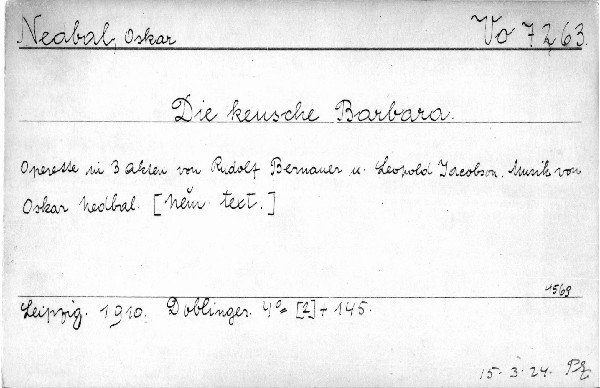 Nedbal, Oskar Vo 7263.
Die keusche Barbara.
Operette in 3 Akten von Rudolf Bernauer u. Leopold Jacobson. Musik von
Oskar Nedbal. [Ném. text.]
1569
Leipzig. 1910. Doblinger. 4° [2]+145.
15. 3. 24.